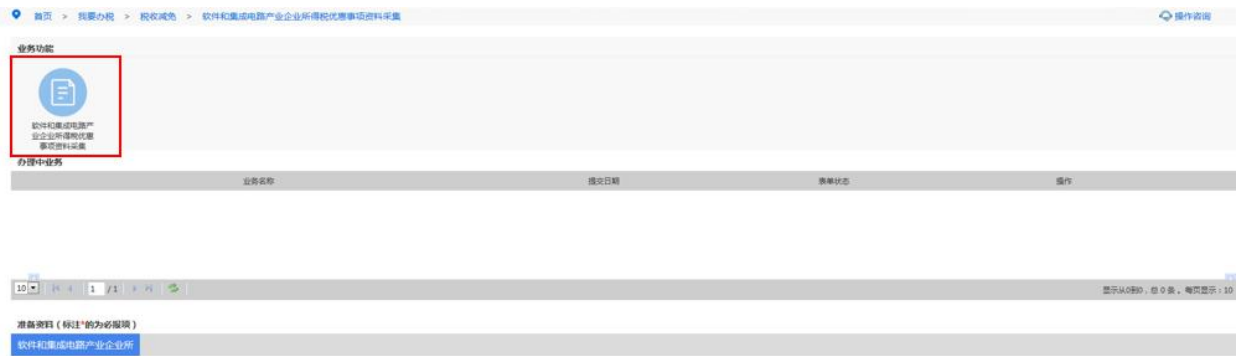 首页 > 我要办税 > 税收减免 > 软件和集成电路产业企业所得税优惠事项资料采集
操作咨询
业务功能
软件和集成电路产
业企业所得税优惠
事项资料采集
办理中业务
业务名称 提交日期 表单状态 操作
10 1 /1
显示从0到0，总 0 条。每页显示：10
准备资料（标注*的为必报项）
软件和集成电路产业企业所